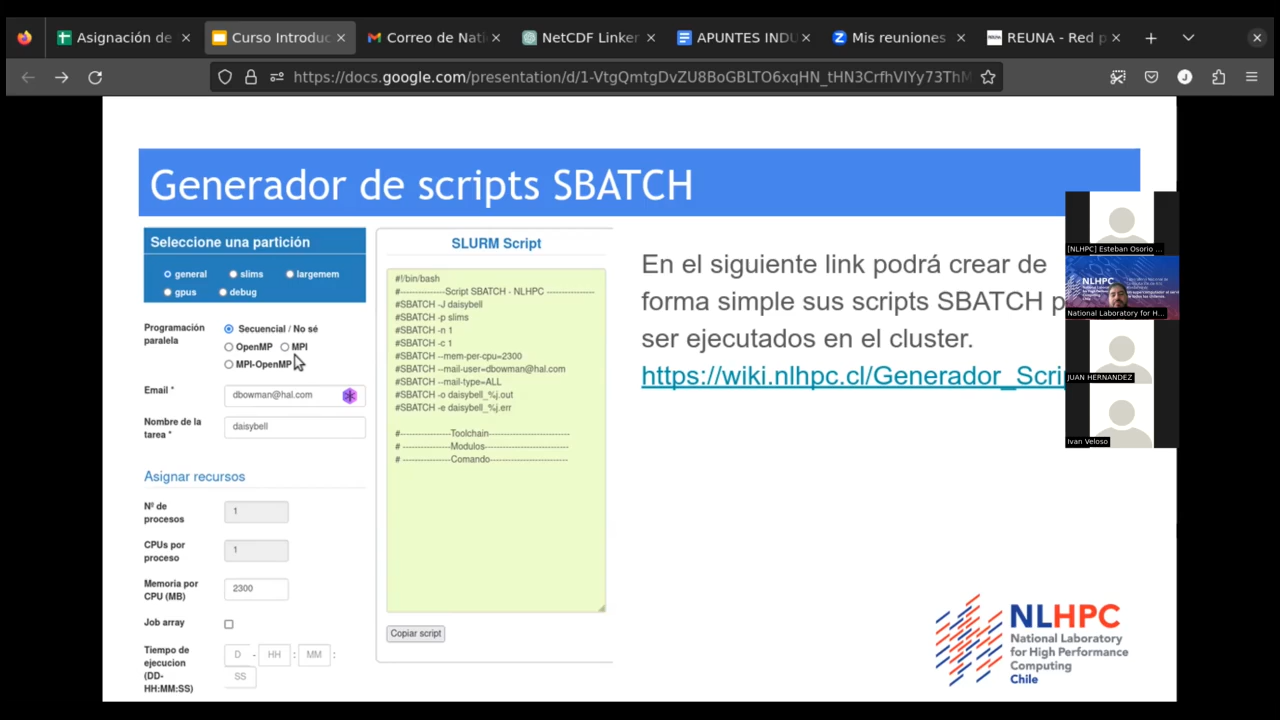 Asignación de
Curso Introduc
Correo de Nati
NetCDF Linker
APUNTES INDU
Mis reuniones
REUNA
REUNA - Red p
https://docs.google.com/presentation/d/1-VtgQmtgDvZU8BoGBLTO6xqHN_tHN3CrfhVIYy73ThM
J
Generador de scripts SBATCH
Seleccione una partición
general
slims
largemem
gpus
debug
Programación
paralela
Secuencial / No sé
OpenMP
MPI
MPI-OpenMP
Email *
dbowman@hal.com
Nombre de la
tarea *
daisybell
Asignar recursos
Nº de
procesos
1
CPUs por
proceso
1
Memoria por
CPU (MB)
2300
Job array
Tiempo de
ejecucion
(DD-
HH:MM:SS)
D - HH : MM :
SS
SLURM Script
#!/bin/bash
#---------------Script SBATCH - NLHPC ----------------
#SBATCH -J daisybell
#SBATCH -p slims
#SBATCH -n 1
#SBATCH -c 1
#SBATCH --mem-per-cpu=2300
#SBATCH --mail-user=dbowman@hal.com
#SBATCH --mail-type=ALL
#SBATCH -o daisybell_%j.out
#SBATCH -e daisybell_%j.err
#-----------------Toolchain---------------------------
# ----------------Modulos----------------------------
# ----------------Comando--------------------------
Copiar script
En el siguiente link podrá crear de
forma simple sus scripts SBATCH p
ser ejecutados en el cluster.
https://wiki.nlhpc.cl/Generador_Scri
[NLHPC] Esteban Osorio ...
NLHPC
National Laboratory for H...
JUAN HERNANDEZ
Ivan Veloso
NLHPC
National Laboratory
for High Performance
Computing
Chile